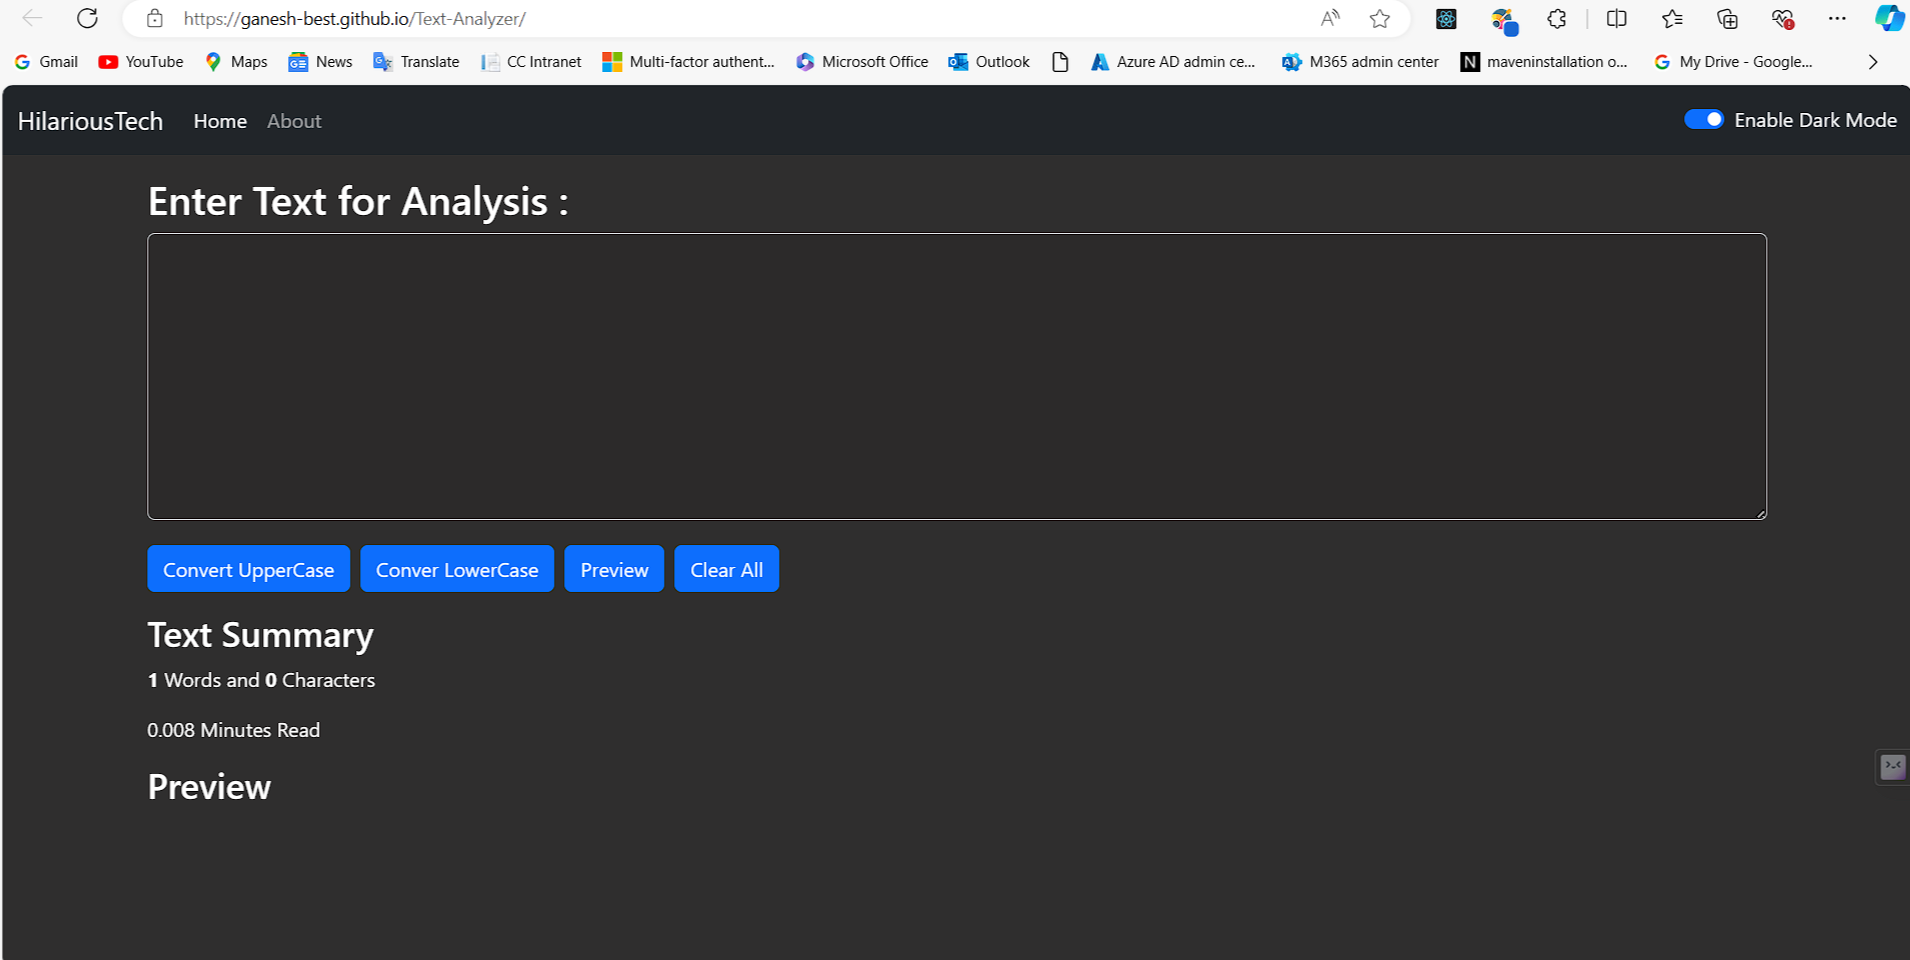 https://ganesh-best.github.io/Text-Analyzer/
Gmail YouTube Maps News Translate CC Intranet Multi-factor authent... Microsoft Office Outlook Azure AD admin ce... M365 admin center maveninstallation o... My Drive - Google...
HilariousTech Home About Enable Dark Mode
Enter Text for Analysis :
Convert UpperCase Conver LowerCase Preview Clear All
Text Summary
1 Words and 0 Characters
0.008 Minutes Read
Preview